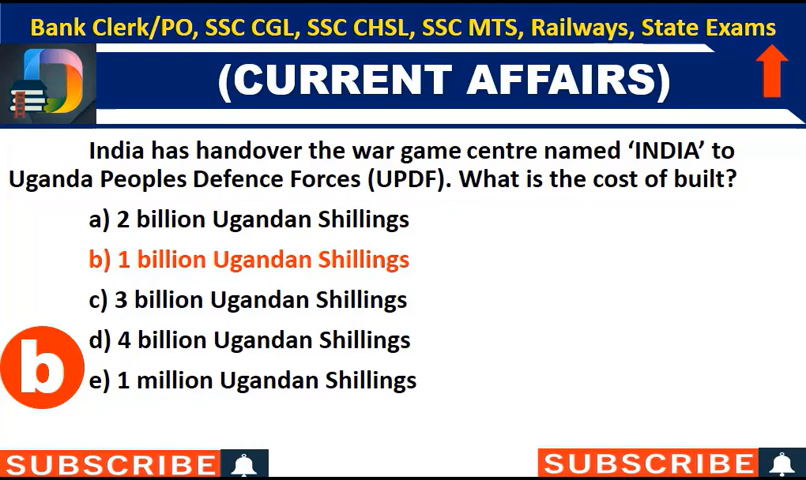 Bank Clerk/PO, SSC CGL, SSC CHSL, SSC MTS, Railways, State Exams
(CURRENT AFFAIRS)
India has handover the war game centre named ‘INDIA’ to
Uganda Peoples Defence Forces (UPDF). What is the cost of built?
a) 2 billion Ugandan Shillings
b) 1 billion Ugandan Shillings
c) 3 billion Ugandan Shillings
d) 4 billion Ugandan Shillings
e) 1 million Ugandan Shillings
b
SUBSCRIBE
SUBSCRIBE